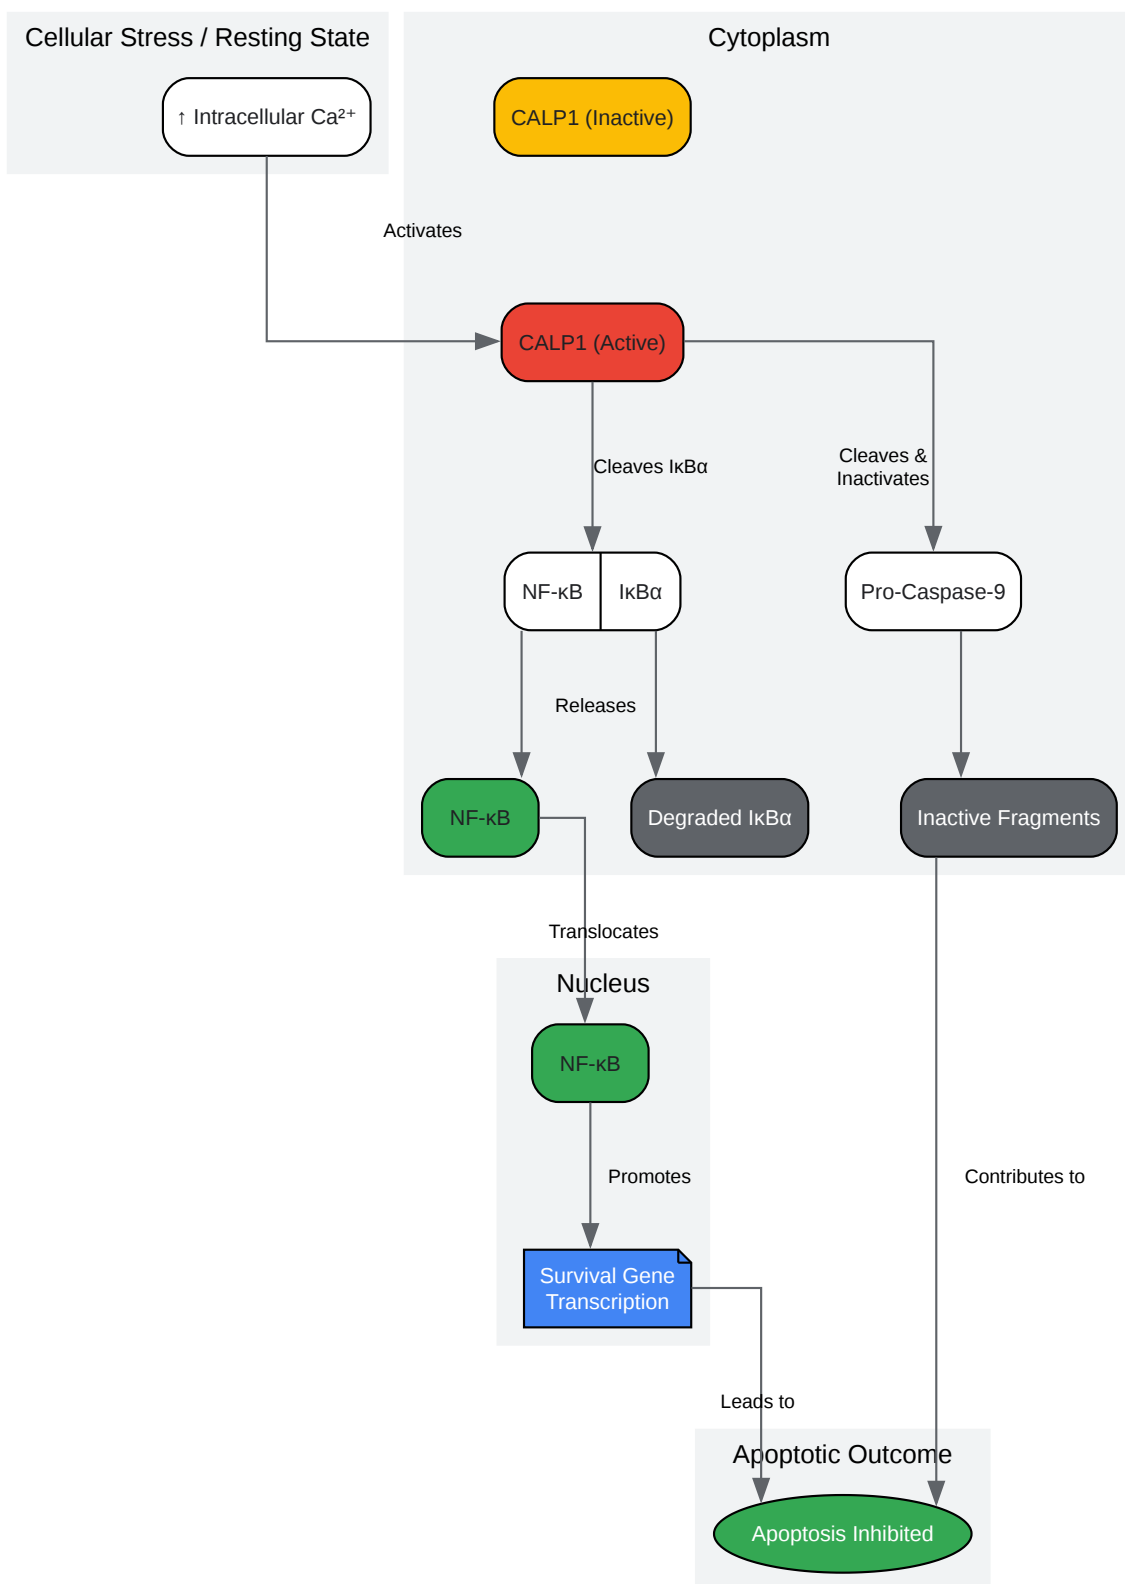 Cellular Stress / Resting State
Cytoplasm
↑ Intracellular Ca²⁺
CALP1 (Inactive)
Activates
CALP1 (Active)
Cleaves IκBα
Cleaves &
Inactivates
NF-κB
IκBα
Pro-Caspase-9
Releases
NF-κB
Degraded IκBα
Inactive Fragments
Translocates
Nucleus
NF-κB
Promotes
Contributes to
Survival Gene
Transcription
Leads to
Apoptotic Outcome
Apoptosis Inhibited